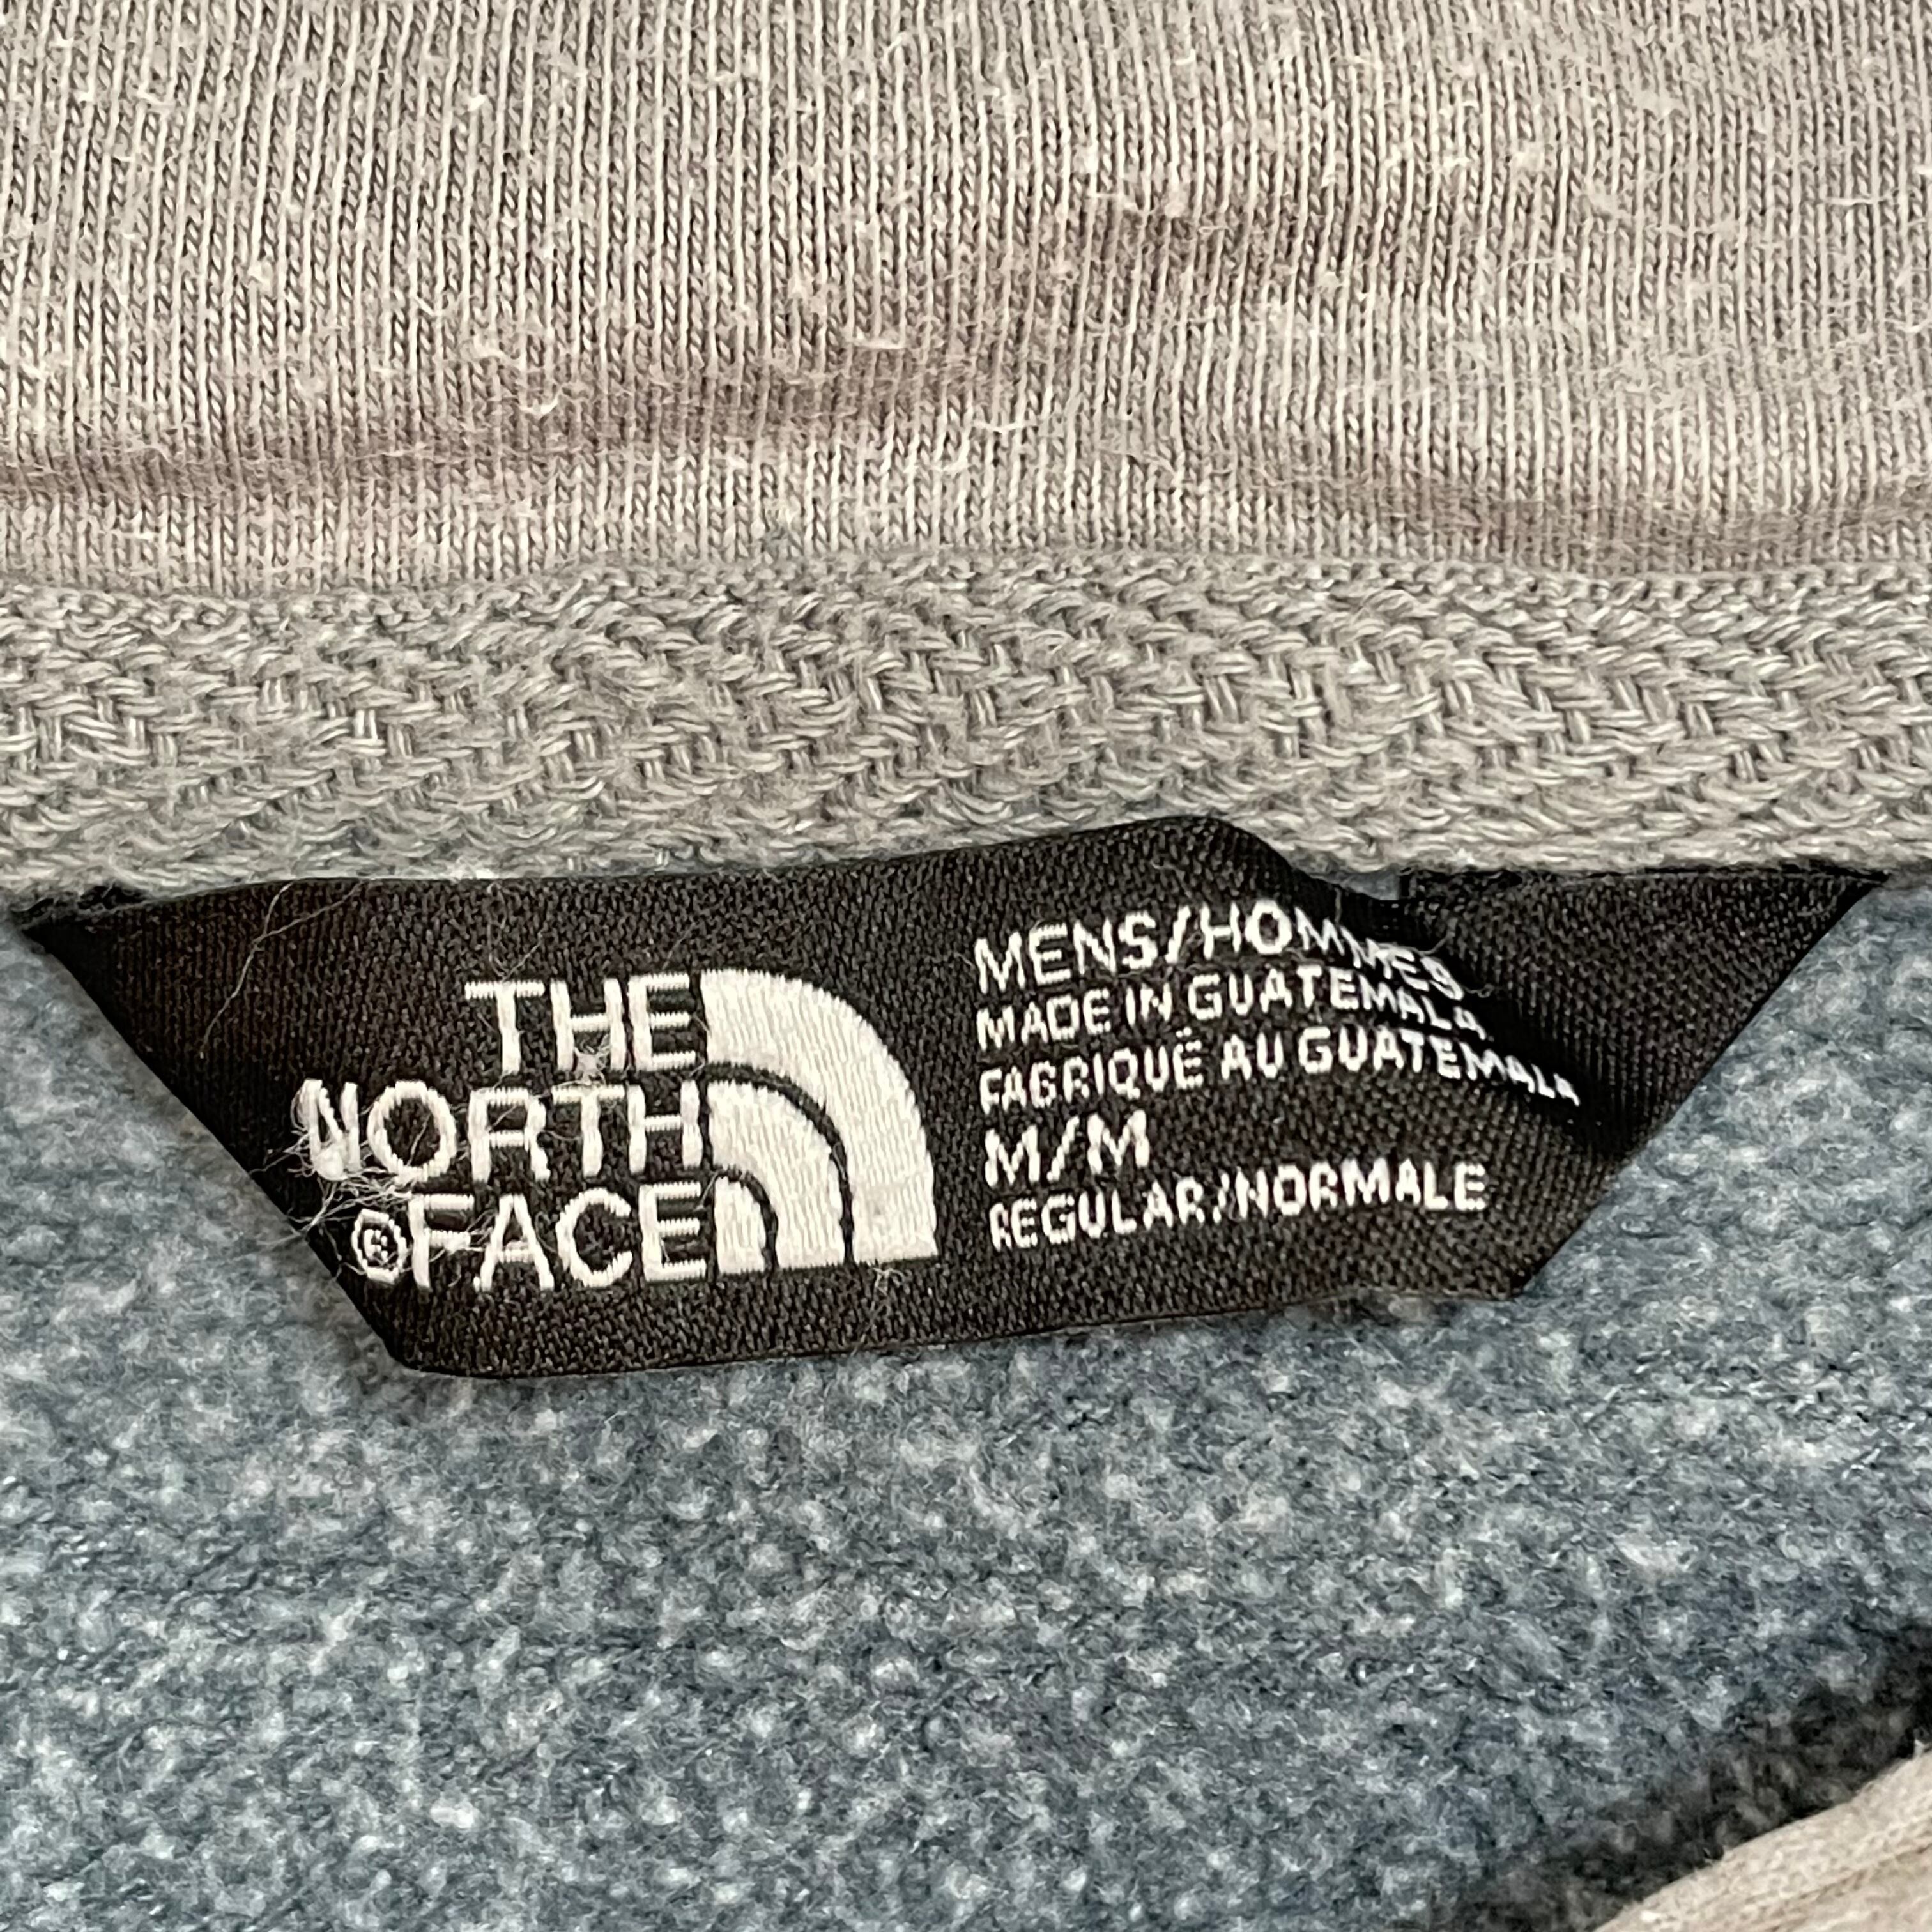 THE
NORTH
®FACE
MENS/HOMMES
MADE IN GUATEMALA
FABRIQUÉ AU GUATEMALA
M/M
REGULAR/NORMALE